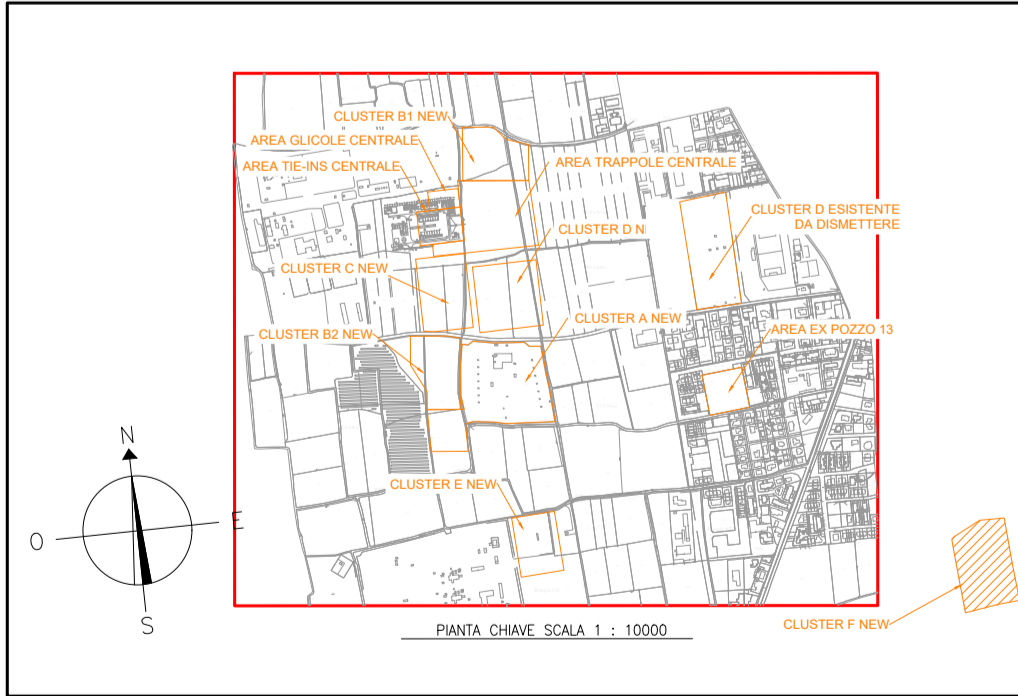 CLUSTER B1 NEW
AREA GLICOLE CENTRALE
AREA TIE-INS CENTRALE
AREA TRAPPOLE CENTRALE
CLUSTER D ESISTENTE
DA DISMETTERE
CLUSTER D N
CLUSTER C NEW
CLUSTER A NEW
CLUSTER B2 NEW
AREA EX POZZO 13
CLUSTER E NEW
N
O
E
S
CLUSTER F NEW
PIANTA CHIAVE SCALA 1 : 10000